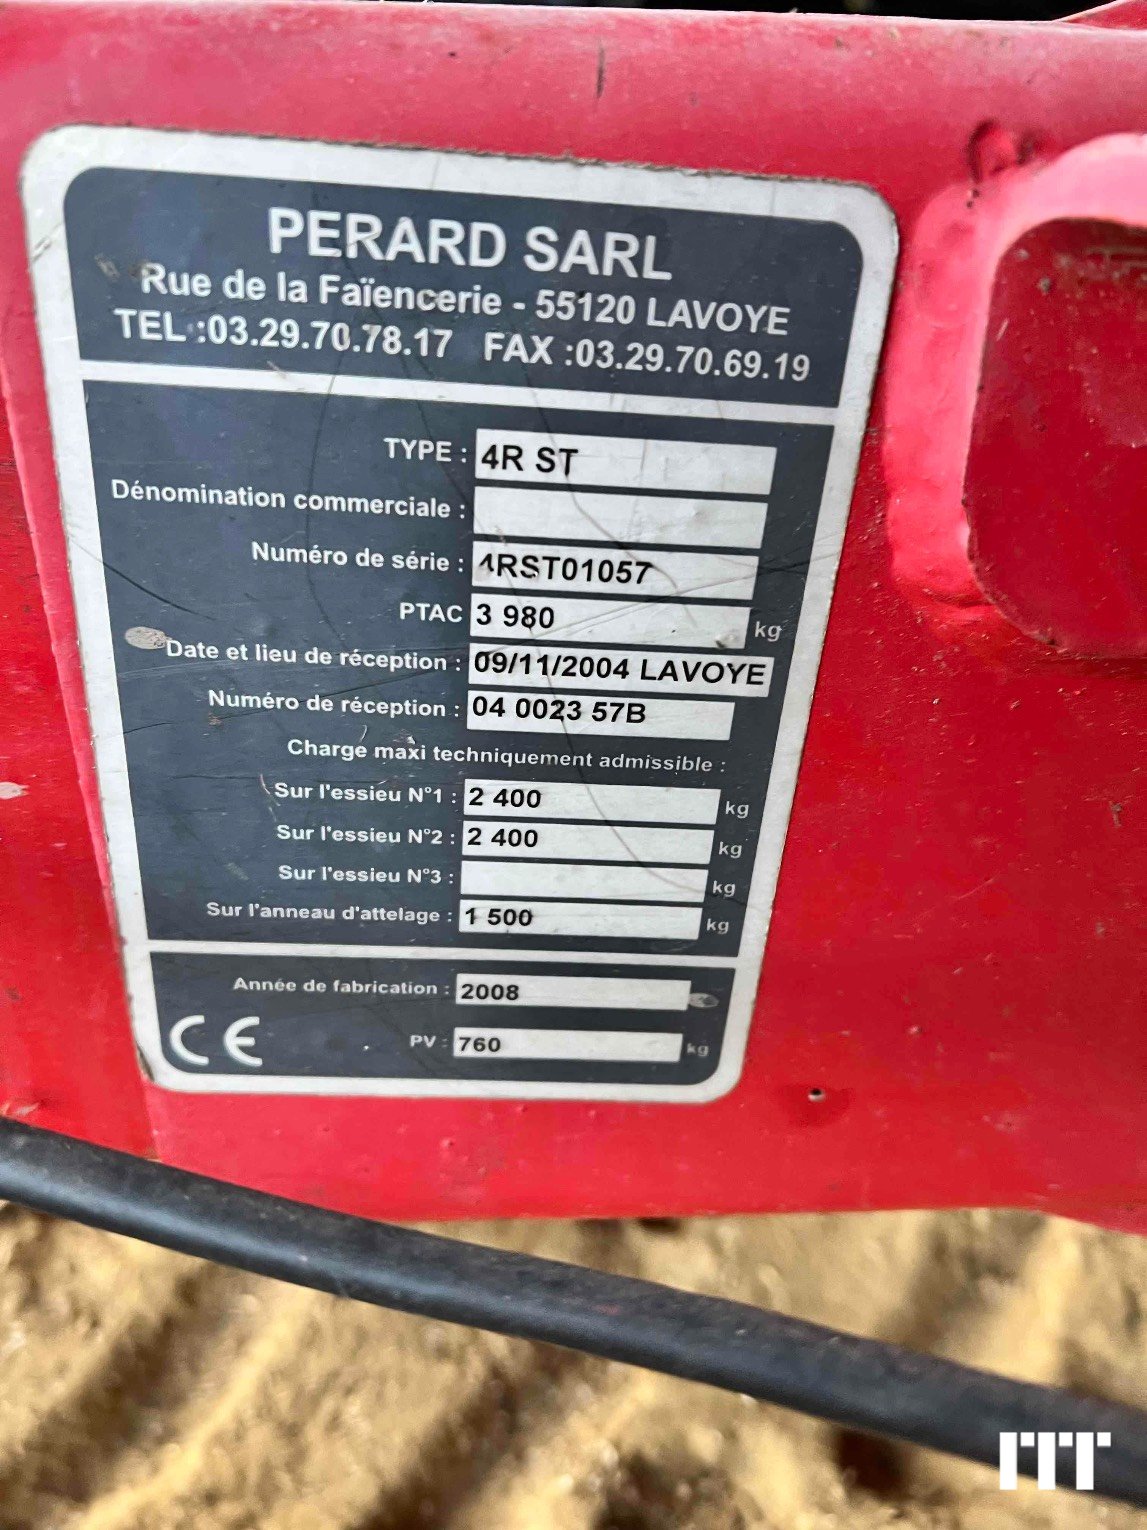 PERARD SARL
Rue de la Faïencerie - 55120 LAVOYE
TEL :03.29.70.78.17 FAX :03.29.70.69.19
TYPE : 4R ST
Dénomination commerciale :
Numéro de série : 4RST01057
PTAC 3 980 kg
Date et lieu de réception : 09/11/2004 LAVOYE
Numéro de réception : 04 0023 57B
Charge maxi techniquement admissible :
Sur l'essieu N°1 : 2 400 kg
Sur l'essieu N°2 : 2 400 kg
Sur l'essieu N°3 : kg
Sur l'anneau d'attelage : 1 500 kg
Année de fabrication : 2008
CE PV : 760 kg